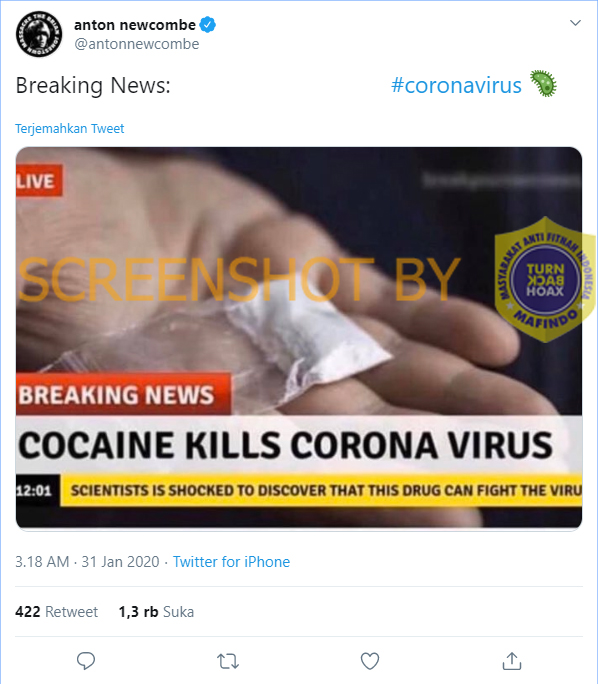 anton newcombe
@antonnewcombe
Breaking News: #coronavirus
Terjemahkan Tweet
LIVE
SCREENSHOT BY
MASYARAKAT ANTI FITNAH INDONESIA
TURN
BACK
HOAX
MAFINDO
BREAKING NEWS
COCAINE KILLS CORONA VIRUS
12:01 SCIENTISTS IS SHOCKED TO DISCOVER THAT THIS DRUG CAN FIGHT THE VIRU
3.18 AM · 31 Jan 2020 · Twitter for iPhone
422 Retweet 1,3 rb Suka